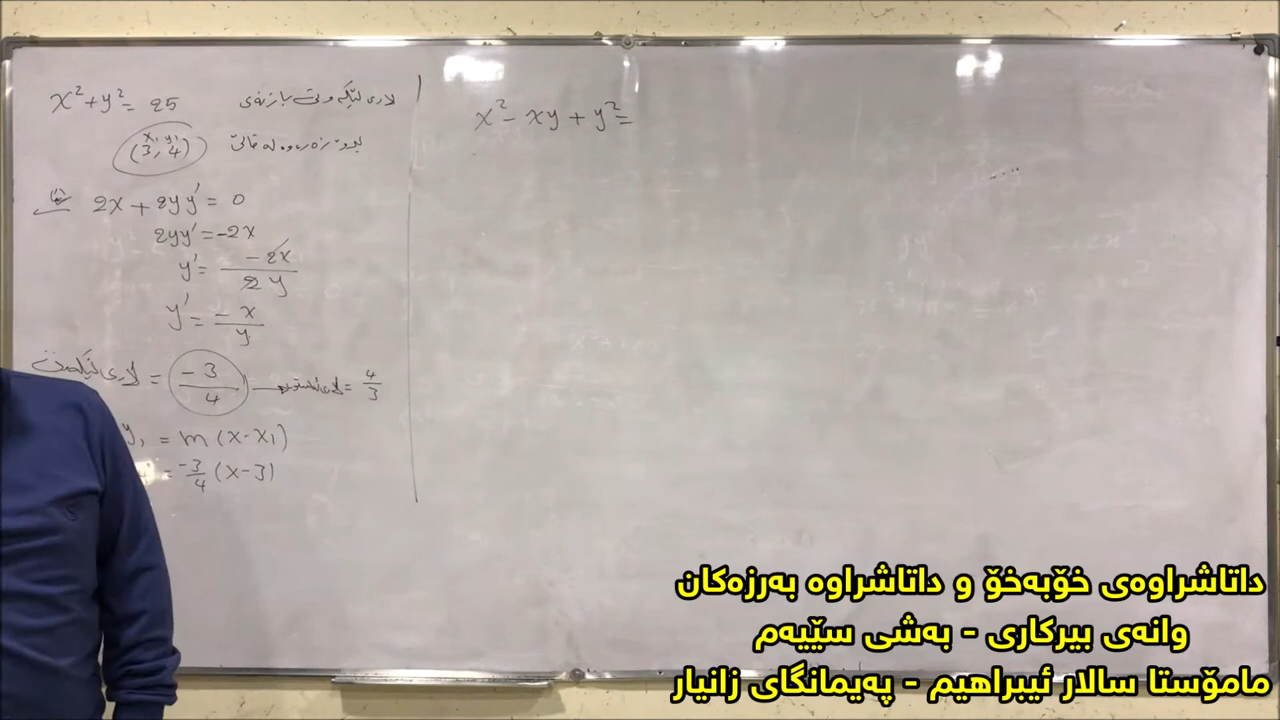 x² + y² = 25
x₁ y₁
(3, 4)
2x + 2yy' = 0
2yy' = -2x
y' = -2x / 2y
y' = -x / y
لاری = -3/4 = 4/3
y₁ = m (x - x₁)
= -3/4 (x - 3)
x² - xy + y² =
داتاشراوەی خۆبەخۆ و داتاشراوە بەرزەکان
وانەی بیرکاری - بەشی سێیەم
مامۆستا سالار ئیبراهیم - پەیمانگای زانیار